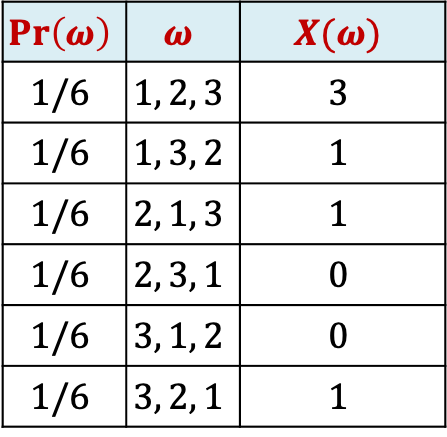 Pr(ω) ω X(ω)
1/6 1, 2, 3 3
1/6 1, 3, 2 1
1/6 2, 1, 3 1
1/6 2, 3, 1 0
1/6 3, 1, 2 0
1/6 3, 2, 1 1